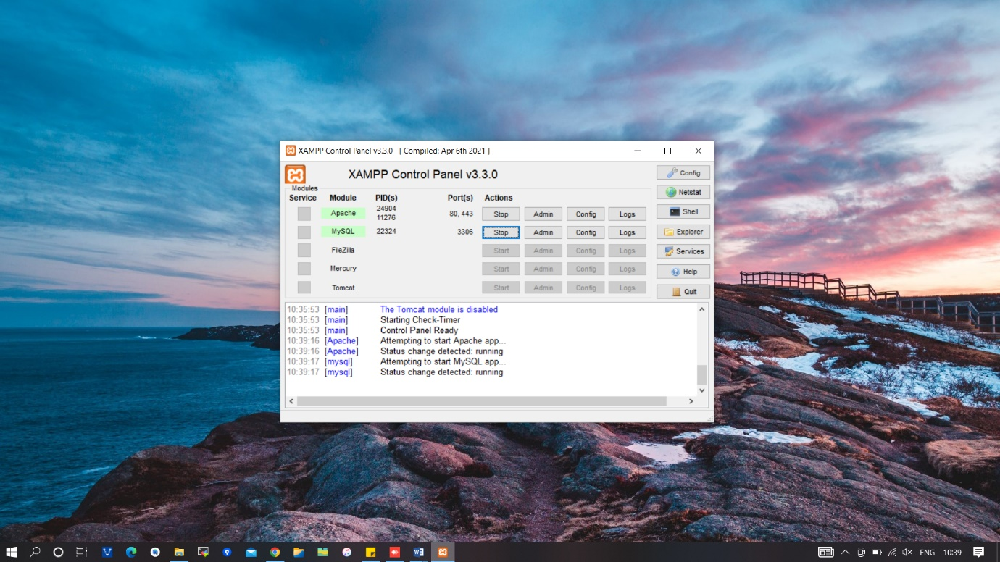 XAMPP Control Panel v3.3.0 [ Compiled: Apr 6th 2021 ]
XAMPP Control Panel v3.3.0
Config
Modules
Service Module PID(s) Port(s) Actions
Netstat
Apache 24904 11276 80, 443 Stop Admin Config Logs
Shell
MySQL 22324 3306 Stop Admin Config Logs
Explorer
FileZilla Start Admin Config Logs
Services
Mercury Start Admin Config Logs
Help
Tomcat Start Admin Config Logs
Quit
10:35:53 [main] The Tomcat module is disabled
10:35:53 [main] Starting Check-Timer
10:35:53 [main] Control Panel Ready
10:39:16 [Apache] Attempting to start Apache app...
10:39:16 [Apache] Status change detected: running
10:39:17 [mysql] Attempting to start MySQL app...
10:39:17 [mysql] Status change detected: running
ENG 10:39